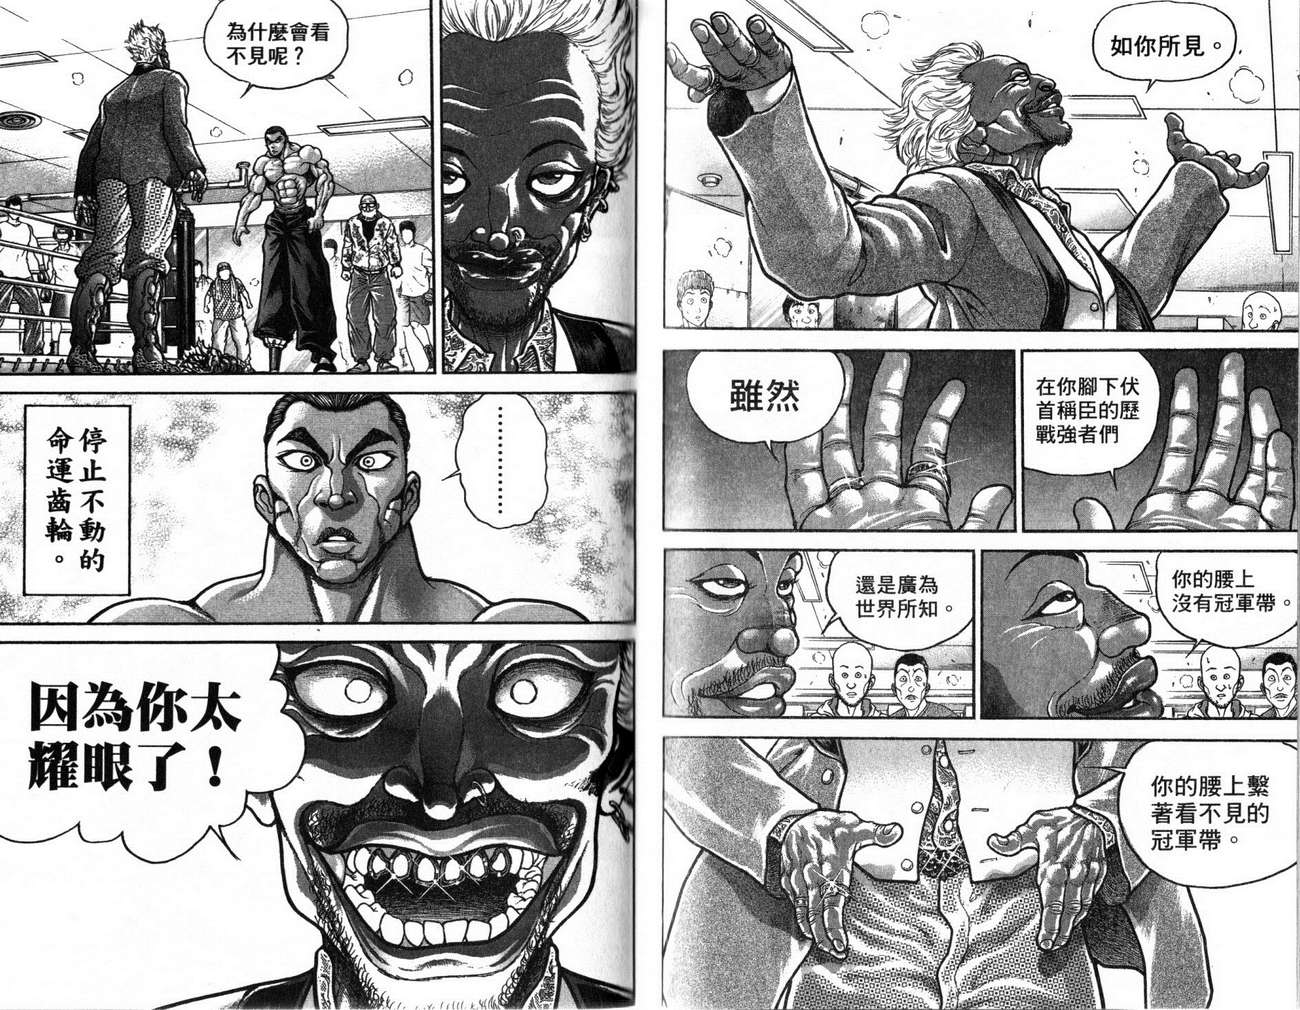 如你所見。
在你腳下伏
首稱臣的歷
戰強者們
雖然
你的腰上
沒有冠軍帶。
還是廣為
世界所知。
你的腰上繫
著看不見的
冠軍帶。
為什麼會看
不見呢？
…………
停止不動的
命運齒輪。
因為你太
耀眼了！